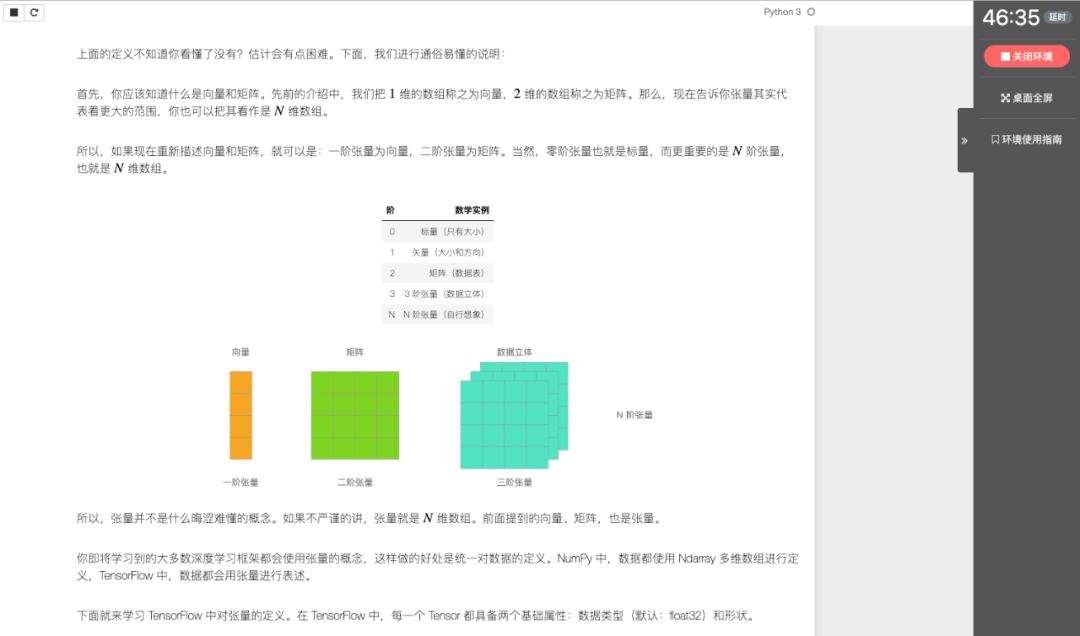 Python 3
46:35 延时
关闭环境
桌面全屏
环境使用指南
上面的定义不知道你看懂了没有？估计会有点困难。下面，我们进行通俗易懂的说明：
首先，你应该知道什么是向量和矩阵。先前的介绍中，我们把 1 维的数组称之为向量，2 维的数组称之为矩阵。那么，现在告诉你张量其实代
表着更大的范围，你也可以把其看作是 N 维数组。
所以，如果现在重新描述向量和矩阵，就可以是：一阶张量为向量，二阶张量为矩阵。当然，零阶张量也就是标量，而更重要的是 N 阶张量，
也就是 N 维数组。
阶 数学实例
0 标量（只有大小）
1 矢量（大小和方向）
2 矩阵（数据表）
3 3 阶张量（数据立体）
N N 阶张量（自行想象）
向量 矩阵 数据立体
N 阶张量
一阶张量 二阶张量 三阶张量
所以，张量并不是什么晦涩难懂的概念。如果不严谨的讲，张量就是 N 维数组。前面提到的向量、矩阵，也是张量。
你即将学习到的大多数深度学习框架都会使用张量的概念，这样做的好处是统一对数据的定义。NumPy 中，数据都使用 Ndarray 多维数组进行定
义，TensorFlow 中，数据都会用张量进行表述。
下面就来学习 TensorFlow 中对张量的定义。在 TensorFlow 中，每一个 Tensor 都具备两个基础属性：数据类型（默认：float32）和形状。